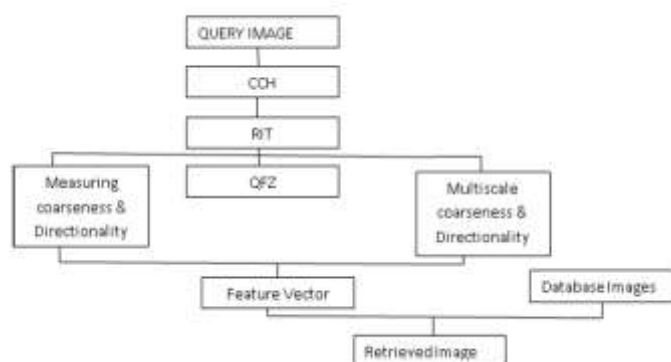 QUERY IMAGE
CCH
RIT
Measuring
coarseness &
Directionality
QFZ
Multiscale
coarseness &
Directionality
Feature Vector
Database Images
Retrieved Image